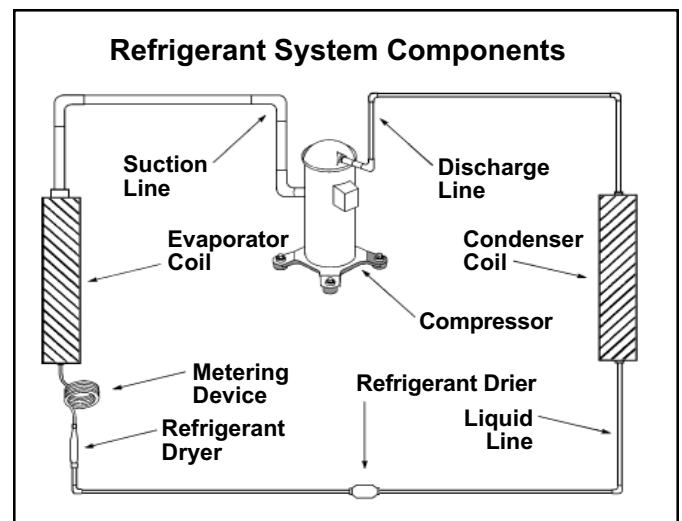 Refrigerant System Components
Suction
Line
Discharge
Line
Evaporator
Coil
Condenser
Coil
Compressor
Metering
Device
Refrigerant Drier
Refrigerant
Dryer
Liquid
Line